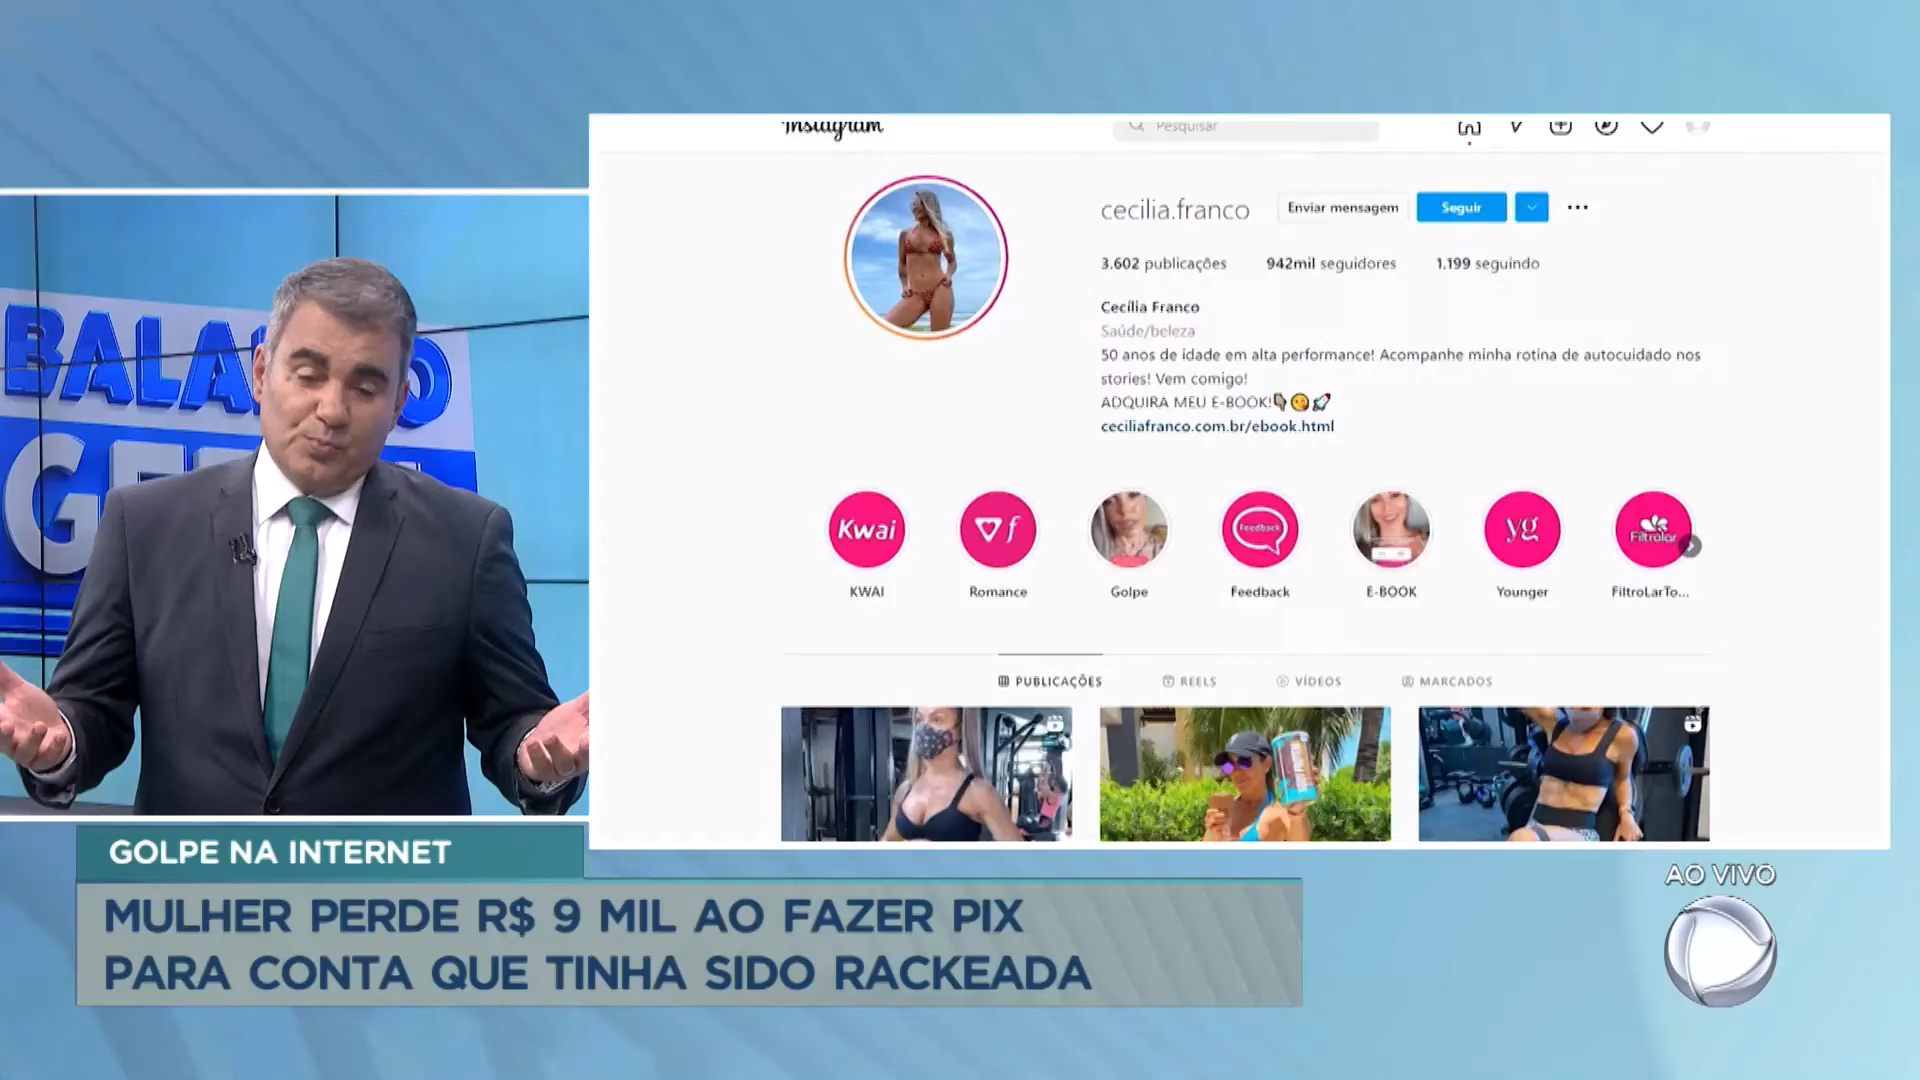 Instagram
Pesquisar
cecilia.franco
Enviar mensagem
Seguir
3.602 publicações
942mil seguidores
1.199 seguindo
Cecília Franco
Saúde/beleza
50 anos de idade em alta performance! Acompanhe minha rotina de autocuidado nos
stories! Vem comigo!
ADQUIRA MEU E-BOOK!
ceciliafranco.com.br/ebook.html
Kwai
f
Feedback
yg
Filtrolar
KWAI
Romance
Golpe
Feedback
E-BOOK
Younger
FiltroLarTo...
PUBLICAÇÕES
REELS
VÍDEOS
MARCADOS
GOLPE NA INTERNET
MULHER PERDE R$ 9 MIL AO FAZER PIX
PARA CONTA QUE TINHA SIDO RACKEADA
AO VIVO